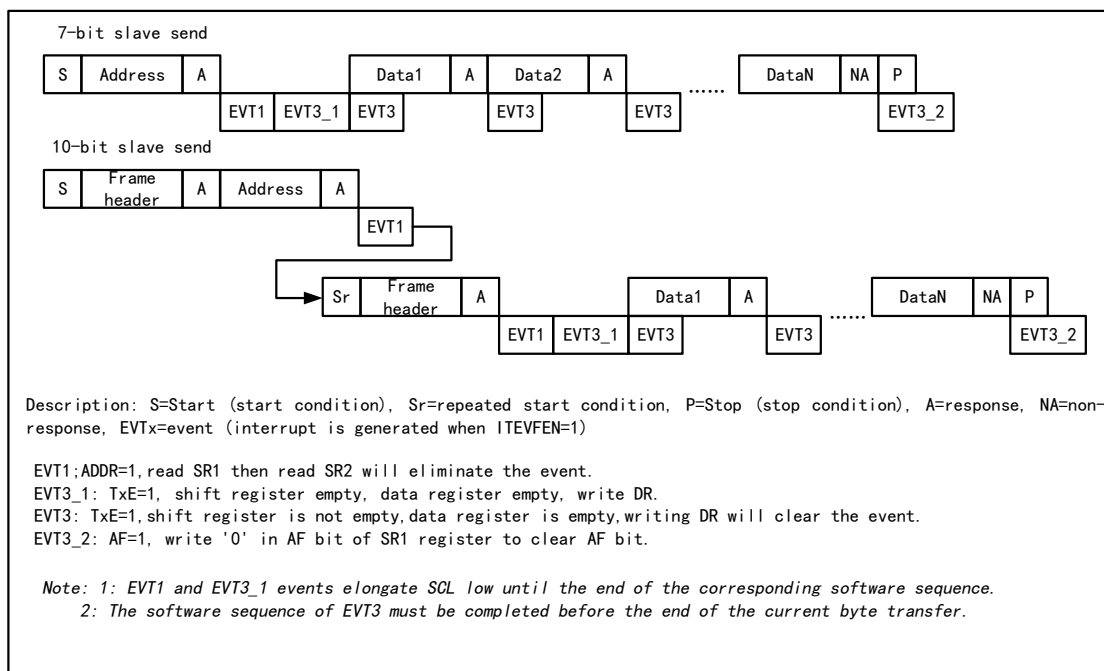 7-bit slave send
S Address A Data1 A Data2 A ...... DataN NA P
EVT1 EVT3_1 EVT3 EVT3 EVT3 EVT3_2
10-bit slave send
S Frame header A Address A
EVT1
Sr Frame header A Data1 A ...... DataN NA P
EVT1 EVT3_1 EVT3 EVT3 EVT3_2
Description: S=Start (start condition), Sr=repeated start condition, P=Stop (stop condition), A=response, NA=non-
response, EVTx=event (interrupt is generated when ITEVFEN=1)
EVT1;ADDR=1,read SR1 then read SR2 will eliminate the event.
EVT3_1: TxE=1, shift register empty, data register empty, write DR.
EVT3: TxE=1,shift register is not empty,data register is empty,writing DR will clear the event.
EVT3_2: AF=1, write '0' in AF bit of SR1 register to clear AF bit.
Note: 1: EVT1 and EVT3_1 events elongate SCL low until the end of the corresponding software sequence.
2: The software sequence of EVT3 must be completed before the end of the current byte transfer.